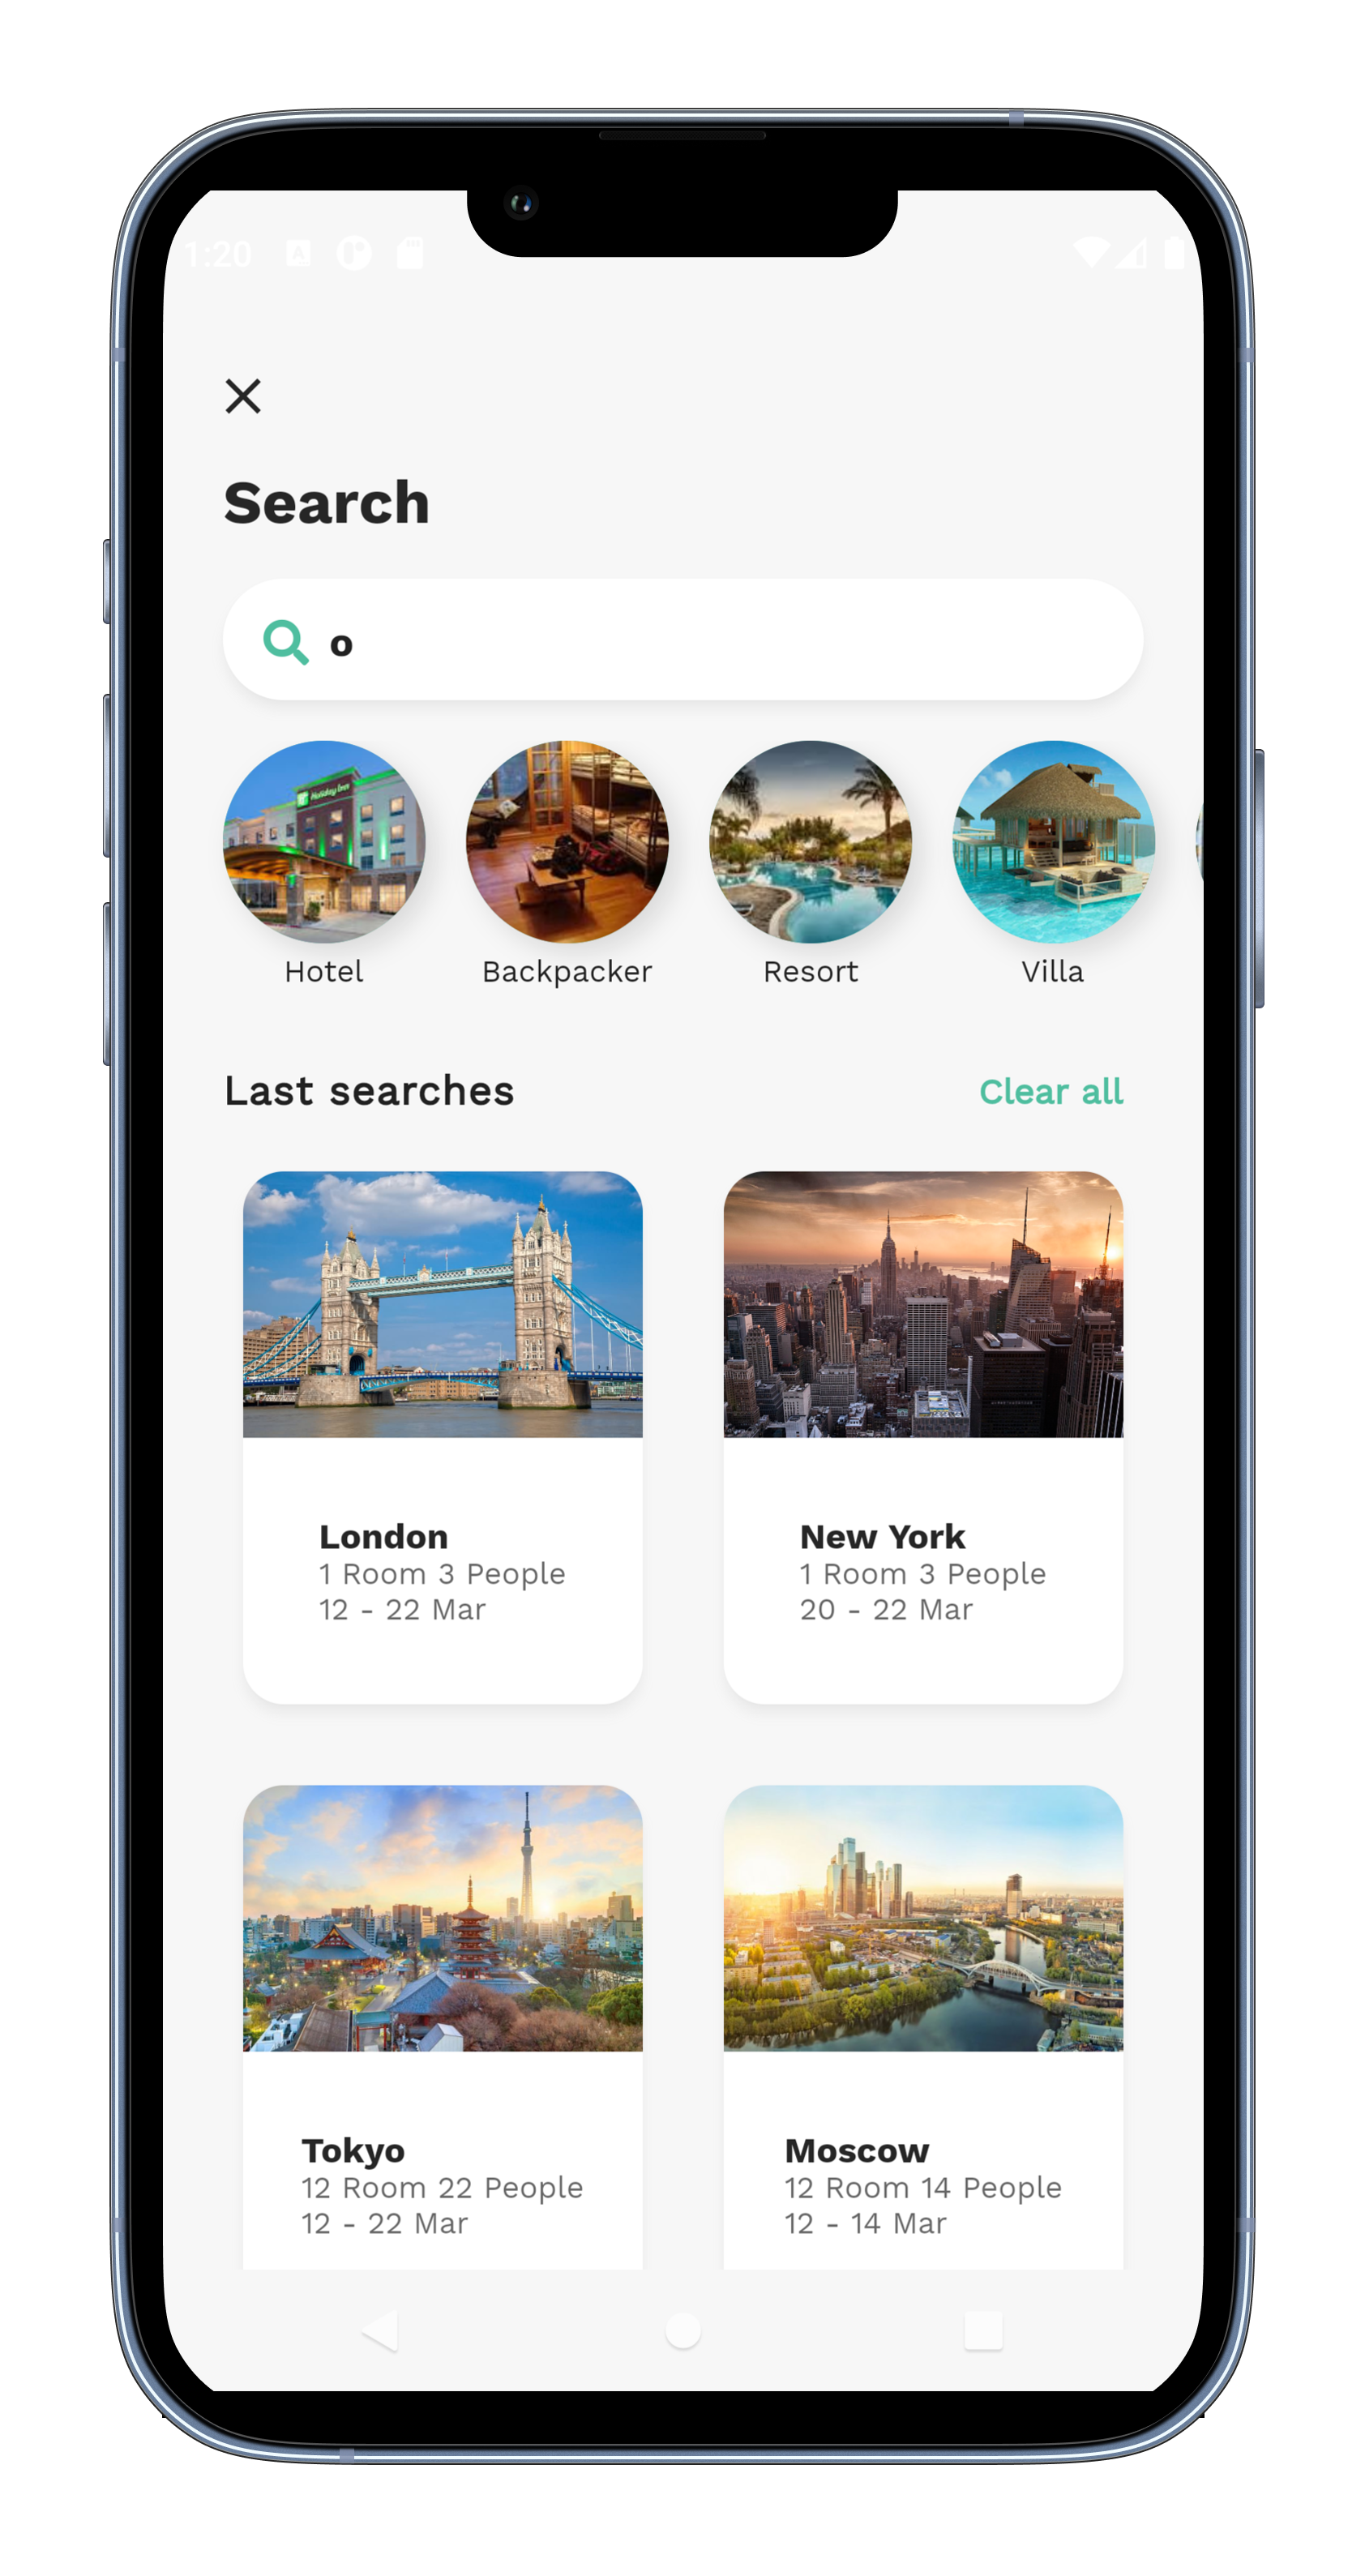 1:20
Search
o
Holiday Inn
Hotel
Backpacker
Resort
Villa
Last searches
Clear all
London
1 Room 3 People
12 - 22 Mar
New York
1 Room 3 People
20 - 22 Mar
Tokyo
12 Room 22 People
12 - 22 Mar
Moscow
12 Room 14 People
12 - 14 Mar